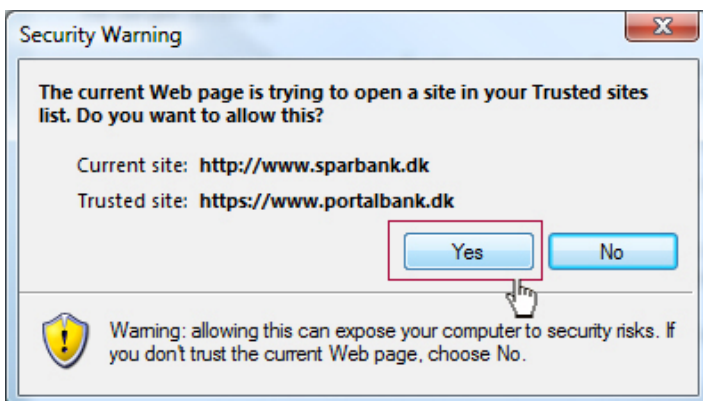 Security Warning
The current Web page is trying to open a site in your Trusted sites
list. Do you want to allow this?
Current site: http://www.sparbank.dk
Trusted site: https://www.portalbank.dk
Yes No
Warning: allowing this can expose your computer to security risks. If
you don't trust the current Web page, choose No.